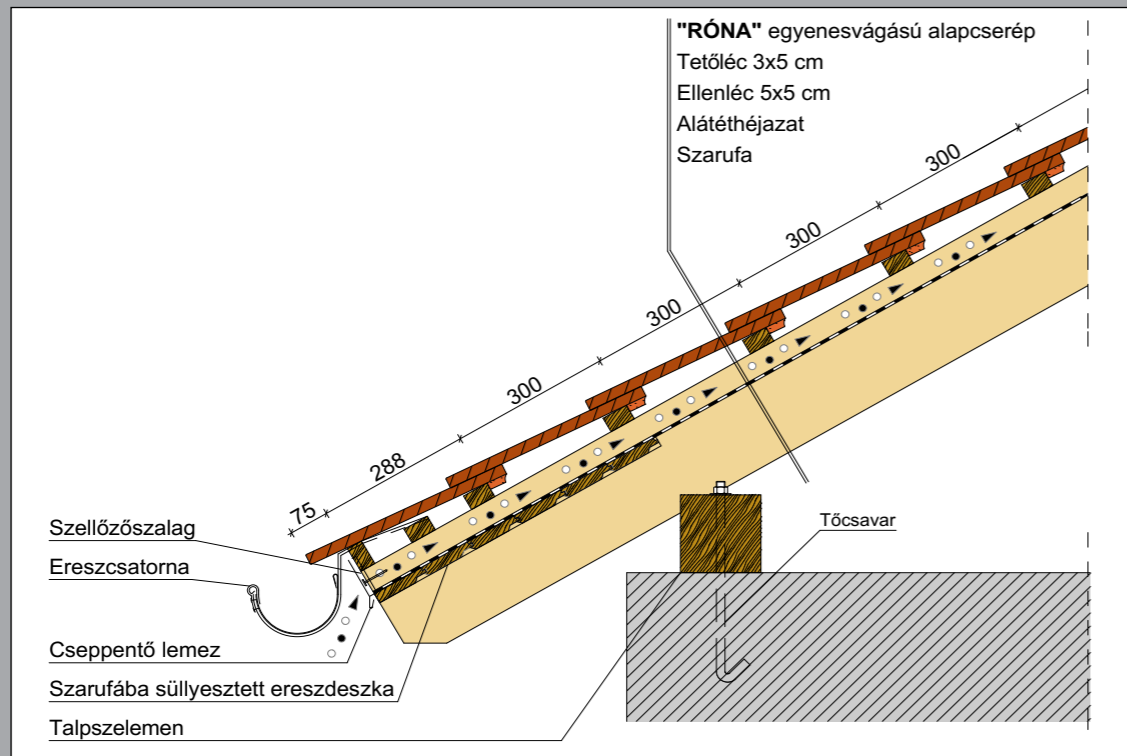 "RÓNA" egyenesvágású alapcserép
Tetőléc 3x5 cm
Ellenléc 5x5 cm
Alátéthéjazat
Szarufa
300
300
300
300
288
75
Szellőzőszalag
Ereszcsatorna
Tőcsavar
Cseppentő lemez
Szarufába süllyesztett ereszdeszka
Talpszelemen